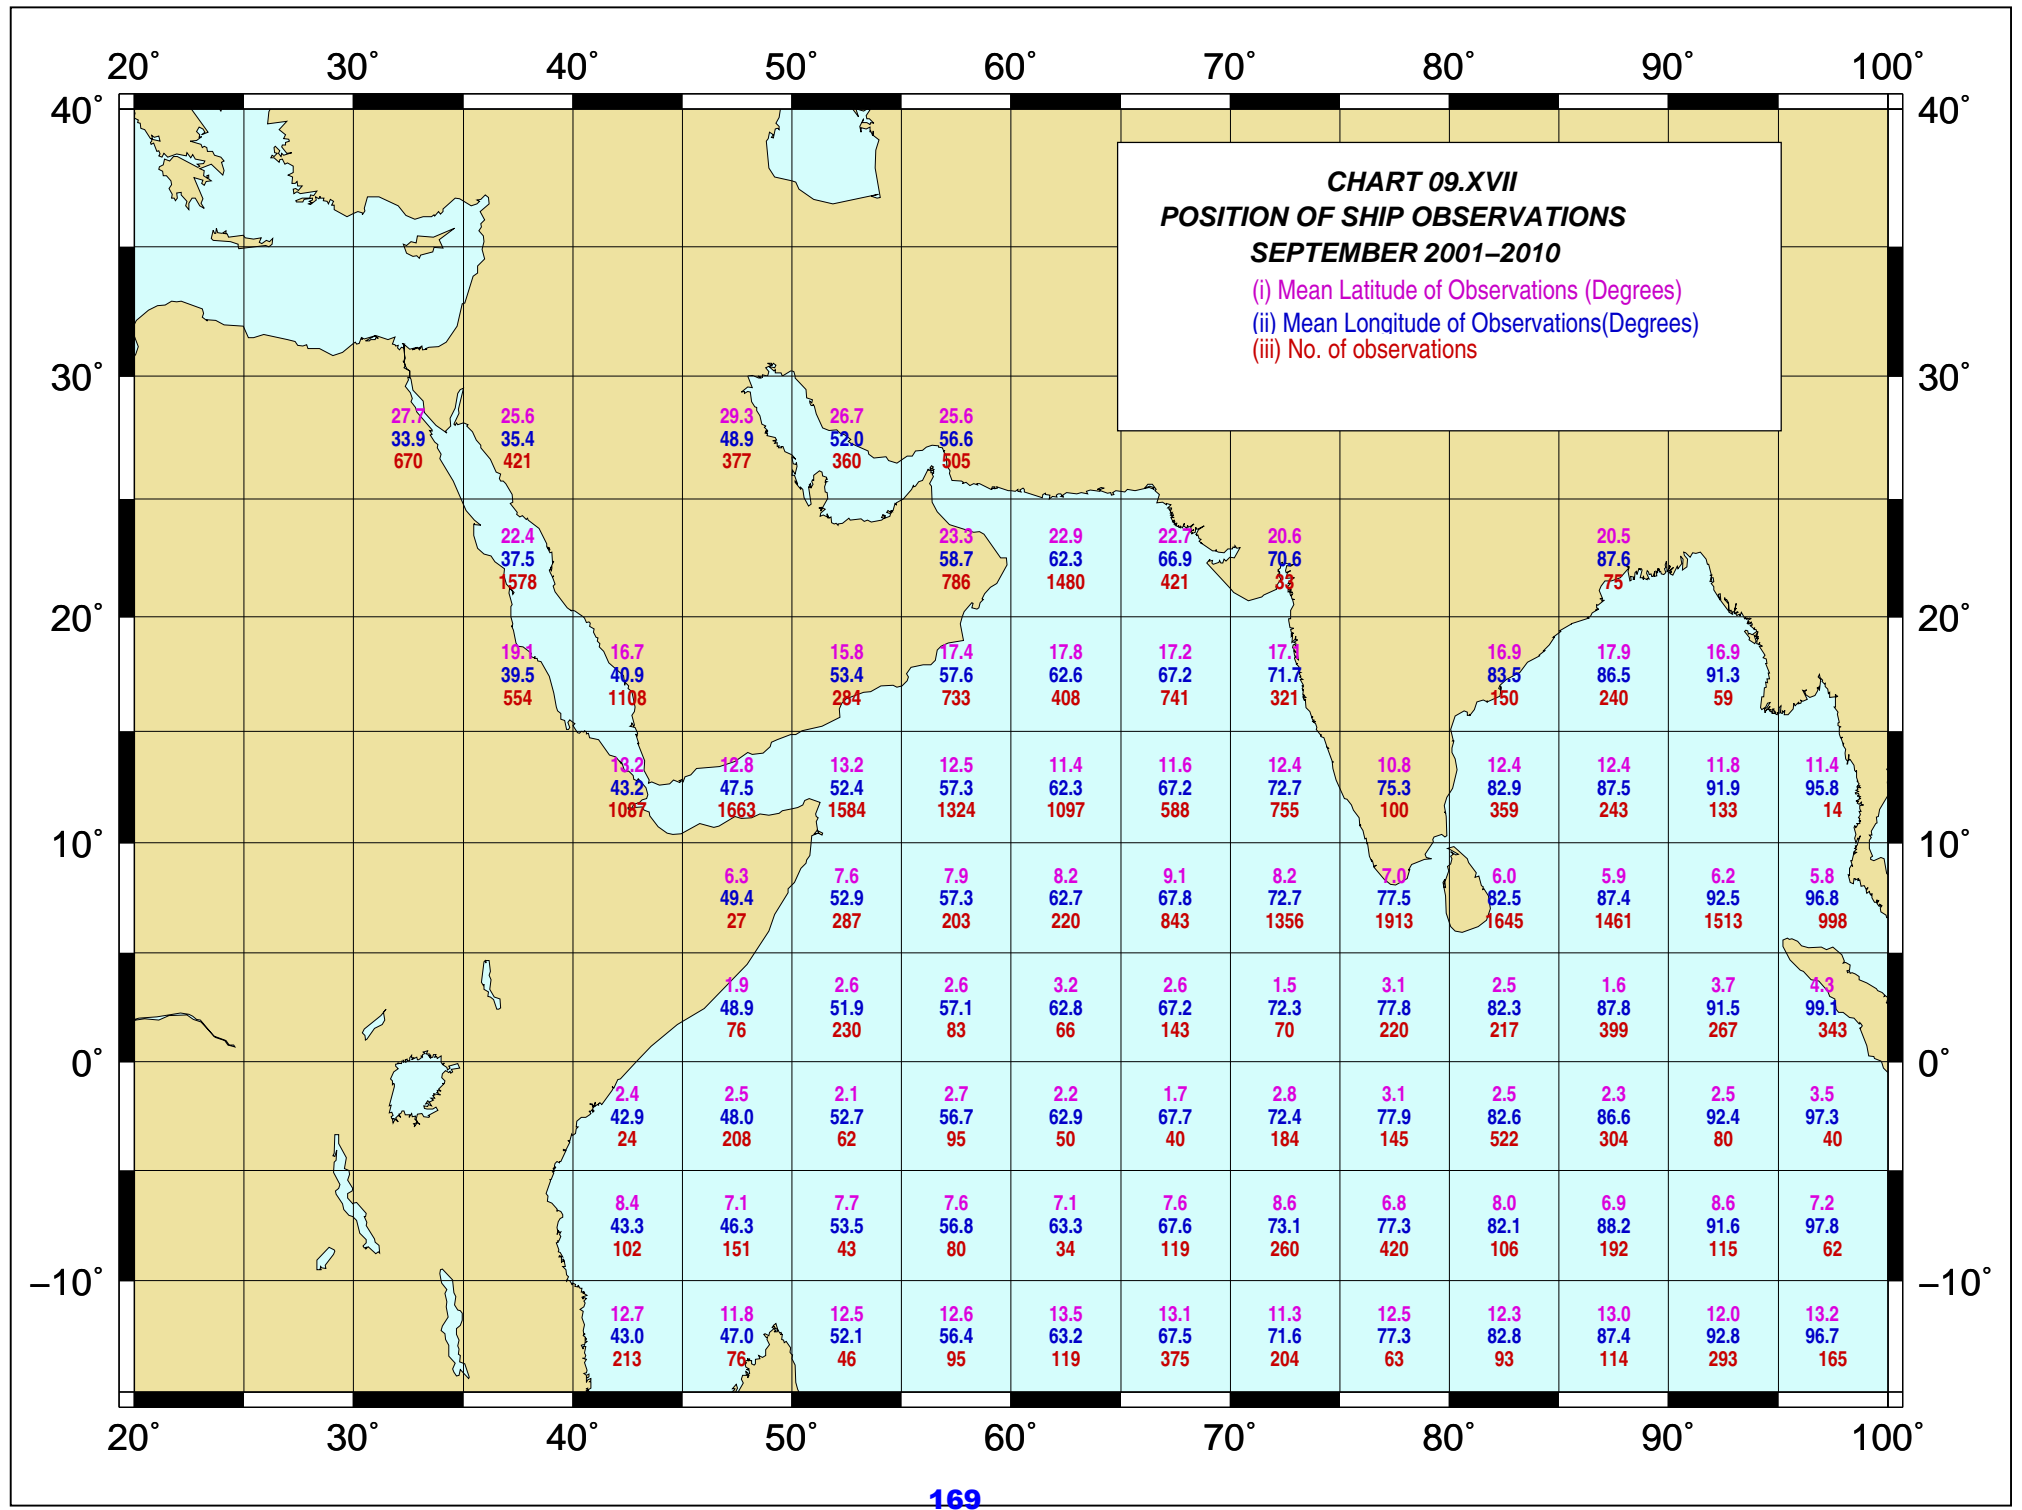 20° 30° 40° 50° 60° 70° 80° 90° 100°
40° 40°
CHART 09.XVII
POSITION OF SHIP OBSERVATIONS
SEPTEMBER 2001–2010
(i) Mean Latitude of Observations (Degrees)
(ii) Mean Longitude of Observations(Degrees)
(iii) No. of observations
30° 30°
27.7 25.6 29.3 26.7 25.6
33.9 35.4 48.9 52.0 56.6
670 421 377 360 505
22.4 23.3 22.9 22.7 20.6 20.5
37.5 58.7 62.3 66.9 70.6 87.6
1578 786 1480 421 33 75
20° 20°
19.1 16.7 15.8 17.4 17.8 17.2 17.1 16.9 17.9 16.9
39.5 40.9 53.4 57.6 62.6 67.2 71.7 83.5 86.5 91.3
554 1108 284 733 408 741 321 150 240 59
13.2 12.8 13.2 12.5 11.4 11.6 12.4 10.8 12.4 12.4 11.8 11.4
43.2 47.5 52.4 57.3 62.3 67.2 72.7 75.3 82.9 87.5 91.9 95.8
1067 1663 1584 1324 1097 588 755 100 359 243 133 14
10° 10°
6.3 7.6 7.9 8.2 9.1 8.2 7.0 6.0 5.9 6.2 5.8
49.4 52.9 57.3 62.7 67.8 72.7 77.5 82.5 87.4 92.5 96.8
27 287 203 220 843 1356 1913 1645 1461 1513 998
1.9 2.6 2.6 3.2 2.6 1.5 3.1 2.5 1.6 3.7 4.3
48.9 51.9 57.1 62.8 67.2 72.3 77.8 82.3 87.8 91.5 99.1
76 230 83 66 143 70 220 217 399 267 343
0° 0°
2.4 2.5 2.1 2.7 2.2 1.7 2.8 3.1 2.5 2.3 2.5 3.5
42.9 48.0 52.7 56.7 62.9 67.7 72.4 77.9 82.6 86.6 92.4 97.3
24 208 62 95 50 40 184 145 522 304 80 40
8.4 7.1 7.7 7.6 7.1 7.6 8.6 6.8 8.0 6.9 8.6 7.2
43.3 46.3 53.5 56.8 63.3 67.6 73.1 77.3 82.1 88.2 91.6 97.8
102 151 43 80 34 119 260 420 106 192 115 62
–10° –10°
12.7 11.8 12.5 12.6 13.5 13.1 11.3 12.5 12.3 13.0 12.0 13.2
43.0 47.0 52.1 56.4 63.2 67.5 71.6 77.3 82.8 87.4 92.8 96.7
213 76 46 95 119 375 204 63 93 114 293 165
20° 30° 40° 50° 60° 70° 80° 90° 100°
169